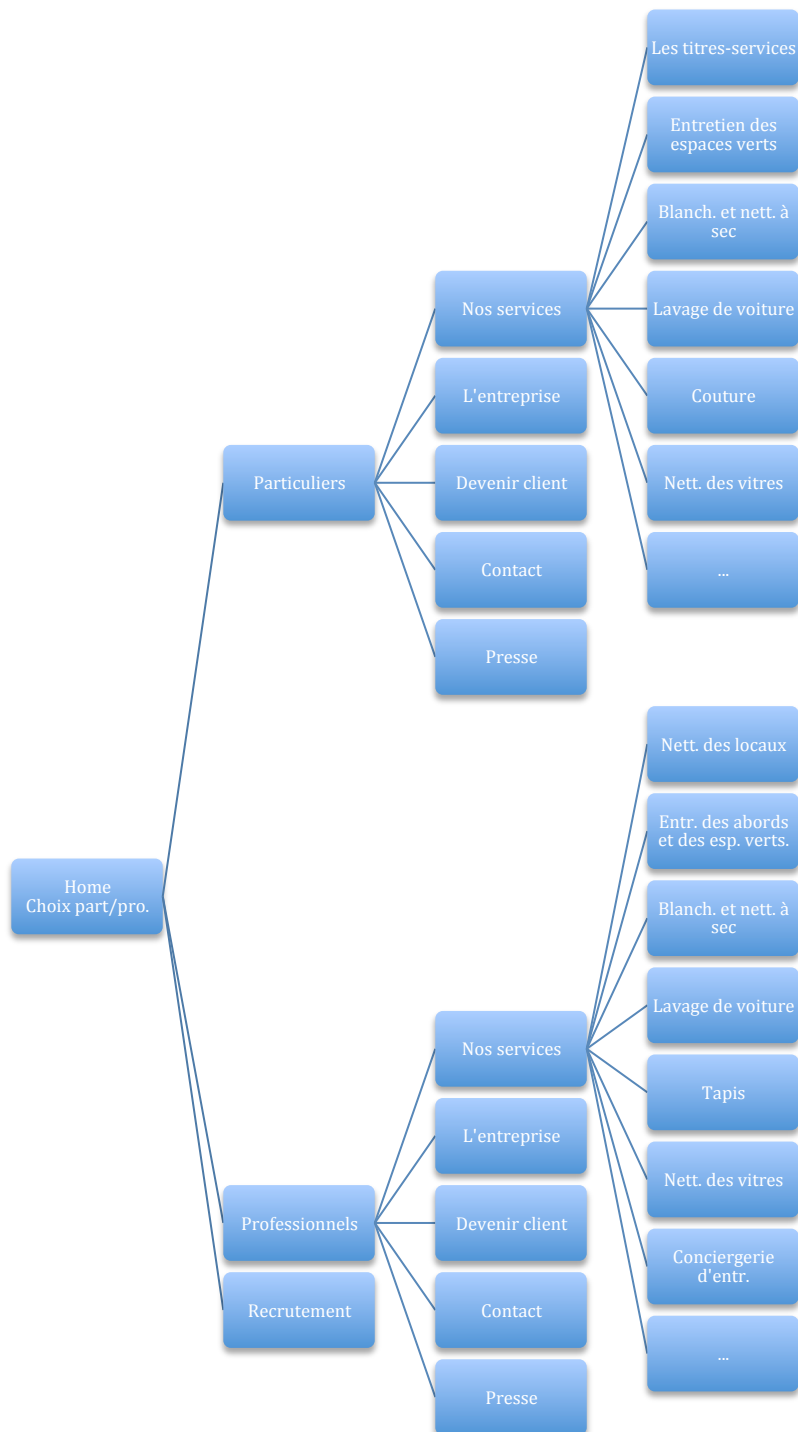 Home
Choix part/pro.
Particuliers
Nos services
Les titres-services
Entretien des
espaces verts
Blanch. et nett. à
sec
Lavage de voiture
Couture
Nett. des vitres
...
L'entreprise
Devenir client
Contact
Presse
Professionnels
Nos services
Nett. des locaux
Entr. des abords
et des esp. verts.
Blanch. et nett. à
sec
Lavage de voiture
Tapis
Nett. des vitres
Conciergerie
d'entr.
...
L'entreprise
Devenir client
Contact
Presse
Recrutement